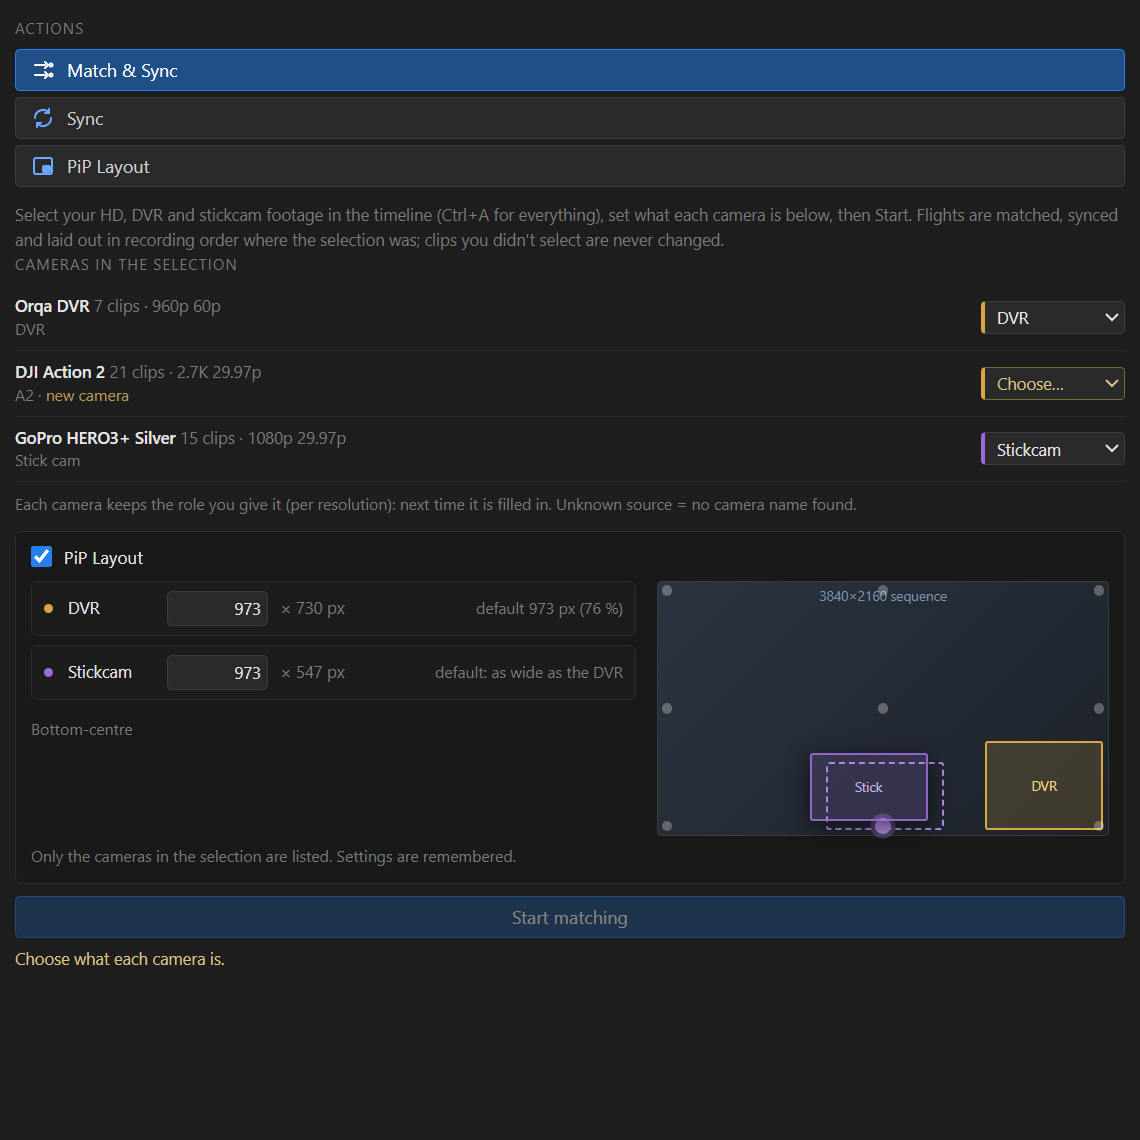 ACTIONS
Match & Sync
Sync
PiP Layout
Select your HD, DVR and stickcam footage in the timeline (Ctrl+A for everything), set what each camera is below, then Start. Flights are matched, synced
and laid out in recording order where the selection was; clips you didn't select are never changed.
CAMERAS IN THE SELECTION
Orqa DVR 7 clips · 960p 60p
DVR
DVR
DJI Action 2 21 clips · 2.7K 29.97p
A2 · new camera
Choose...
GoPro HERO3+ Silver 15 clips · 1080p 29.97p
Stick cam
Stickcam
Each camera keeps the role you give it (per resolution): next time it is filled in. Unknown source = no camera name found.
PiP Layout
DVR 973 × 730 px default 973 px (76 %)
Stickcam 973 × 547 px default: as wide as the DVR
Bottom-centre
3840×2160 sequence
Stick
DVR
Only the cameras in the selection are listed. Settings are remembered.
Start matching
Choose what each camera is.